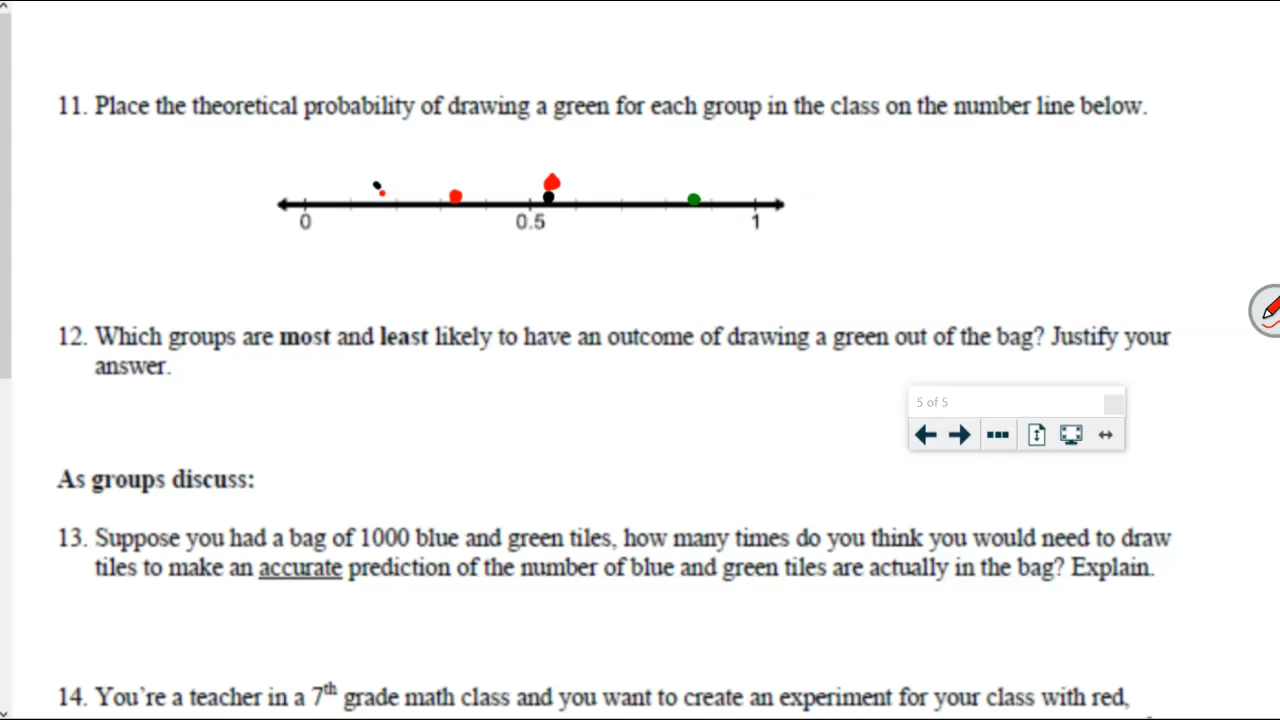 11. Place the theoretical probability of drawing a green for each group in the class on the number line below.
0 0.5 1
12. Which groups are most and least likely to have an outcome of drawing a green out of the bag? Justify your
answer.
5 of 5
As groups discuss:
13. Suppose you had a bag of 1000 blue and green tiles, how many times do you think you would need to draw
tiles to make an accurate prediction of the number of blue and green tiles are actually in the bag? Explain.
14. You're a teacher in a 7th grade math class and you want to create an experiment for your class with red,